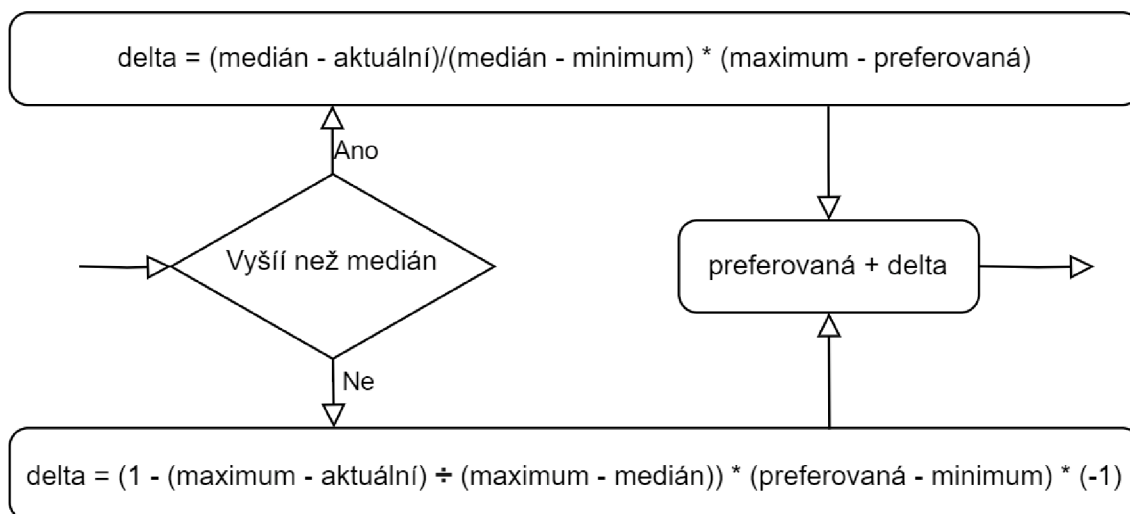 delta = (medián - aktuální)/(medián - minimum) * (maximum - preferovaná)
Ano
Vyšíí než medián
preferovaná + delta
Ne
delta = (1 - (maximum - aktuální) ÷ (maximum - medián)) * (preferovaná - minimum) * (-1)